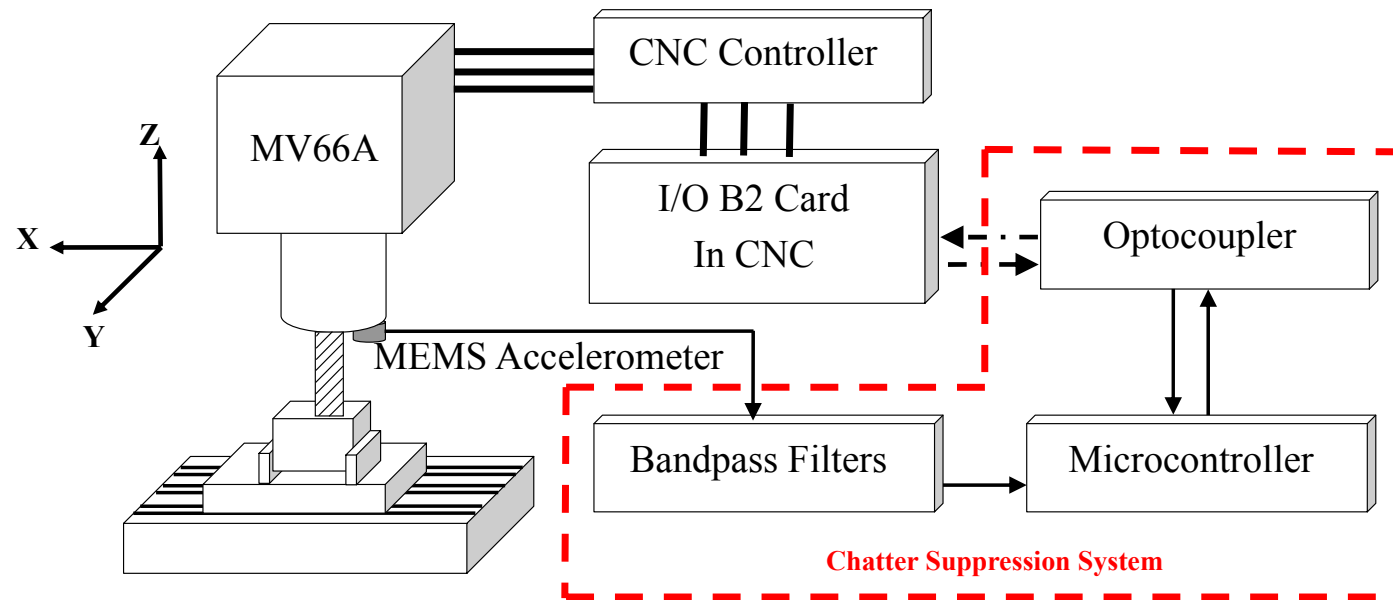 CNC Controller
Z
MV66A
I/O B2 Card
In CNC
X
Optocoupler
Y
MEMS Accelerometer
Bandpass Filters
Microcontroller
Chatter Suppression System